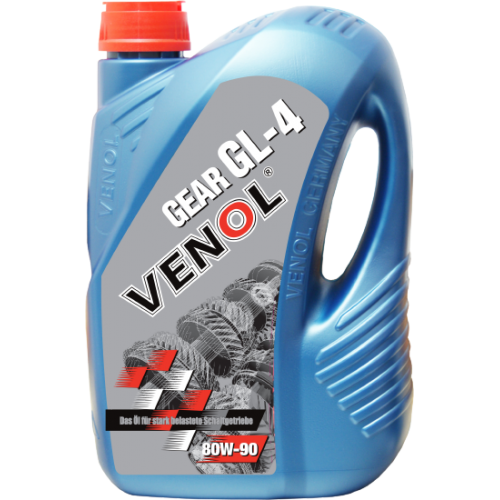 VENOL
GEAR GL-4
VENOL®
VENOL GERMANY
Das Öl für stark belastete Schaltgetriebe
80W-90